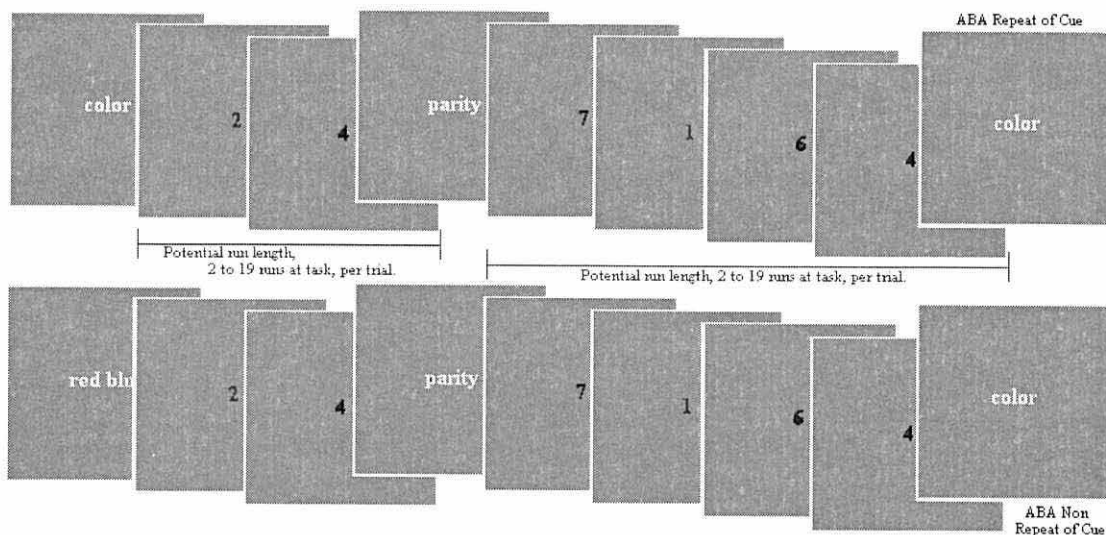 ABA Repeat of Cue
color
2
4
parity
7
1
6
4
color
Potential run length,
2 to 19 runs at task, per trial.
Potential run length, 2 to 19 runs at task, per trial.
red blu
2
4
parity
7
1
6
4
color
ABA Non
Repeat of Cue